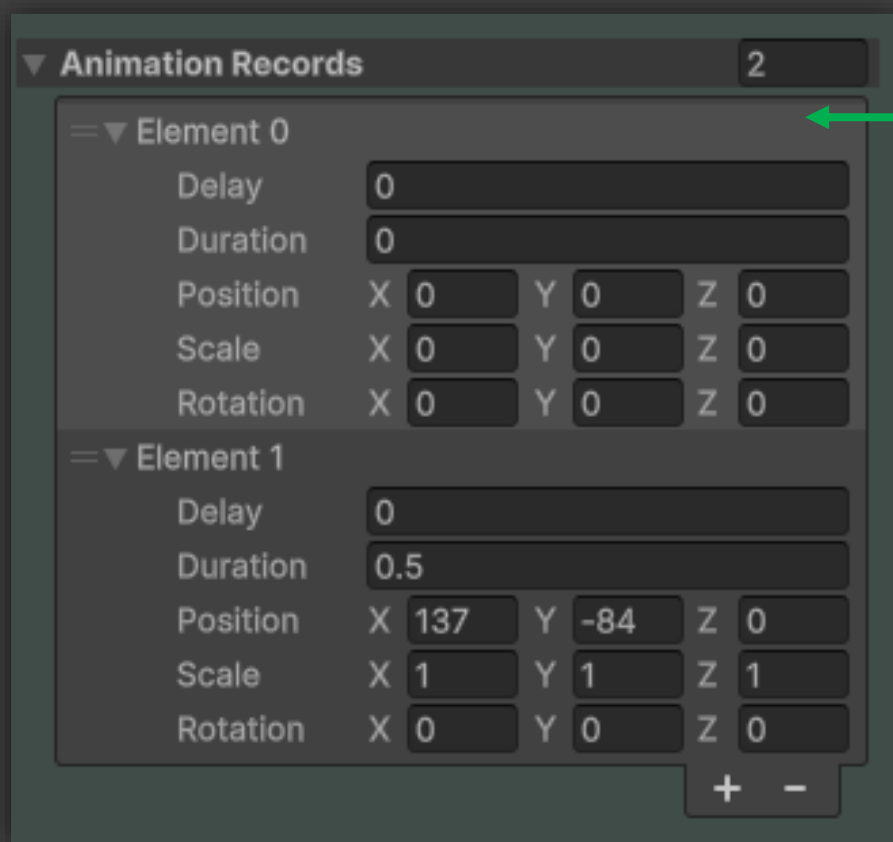 Animation Records 2
Element 0
Delay 0
Duration 0
Position X 0 Y 0 Z 0
Scale X 0 Y 0 Z 0
Rotation X 0 Y 0 Z 0
Element 1
Delay 0
Duration 0.5
Position X 137 Y -84 Z 0
Scale X 1 Y 1 Z 1
Rotation X 0 Y 0 Z 0
+ -